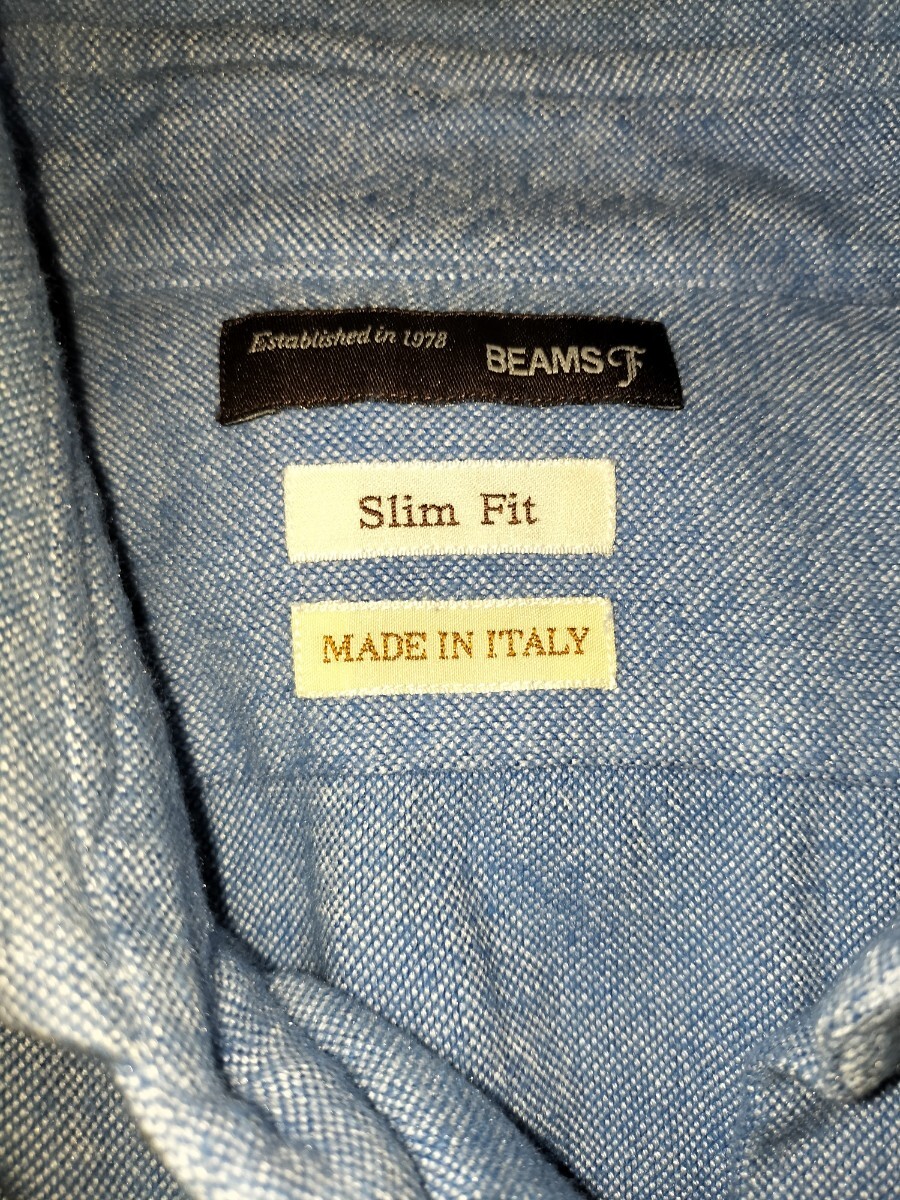 Established in 1978
BEAMS F
Slim Fit
MADE IN ITALY